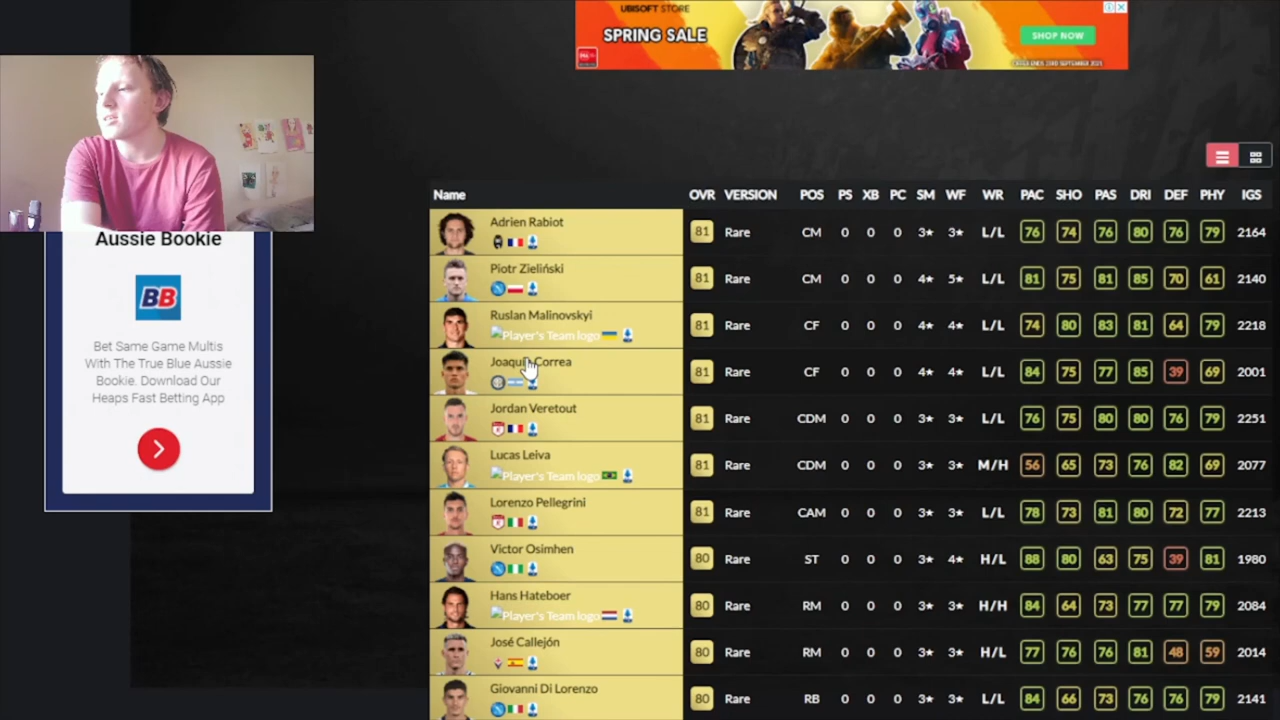 UBISOFT STORE
SPRING SALE
SHOP NOW
Aussie Bookie
BB
Bet Same Game Multis
With The True Blue Aussie
Bookie. Download Our
Heaps Fast Betting App
Name OVR VERSION POS PS XB PC SM WF WR PAC SHO PAS DRI DEF PHY IGS
Adrien Rabiot 81 Rare CM 0 0 0 3★ 3★ L/L 76 74 76 80 76 79 2164
Piotr Zieliński 81 Rare CM 0 0 0 4★ 5★ L/L 81 75 81 85 70 61 2140
Ruslan Malinovskyi 81 Rare CF 0 0 0 4★ 4★ L/L 74 80 83 81 64 79 2218
Player's Team logo
Joaquín Correa 81 Rare CF 0 0 0 4★ 4★ L/L 84 75 77 85 39 69 2001
Jordan Veretout 81 Rare CDM 0 0 0 3★ 3★ L/L 76 75 80 80 76 79 2251
Lucas Leiva 81 Rare CDM 0 0 0 3★ 3★ M/H 56 65 73 76 82 69 2077
Player's Team logo
Lorenzo Pellegrini 81 Rare CAM 0 0 0 3★ 3★ L/L 78 73 81 80 72 77 2213
Victor Osimhen 80 Rare ST 0 0 0 3★ 4★ H/L 88 80 63 75 39 81 1980
Hans Hateboer 80 Rare RM 0 0 0 3★ 3★ H/H 84 64 73 77 77 79 2084
Player's Team logo
José Callejón 80 Rare RM 0 0 0 3★ 3★ H/L 77 76 76 81 48 59 2014
Giovanni Di Lorenzo 80 Rare RB 0 0 0 3★ 3★ L/L 84 66 73 76 76 79 2141